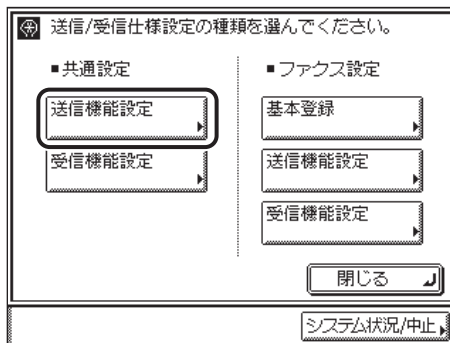 送信/受信仕様設定の種類を選んでください。
■共通設定
送信機能設定
受信機能設定
■ファクス設定
基本登録
送信機能設定
受信機能設定
閉じる
システム状況/中止